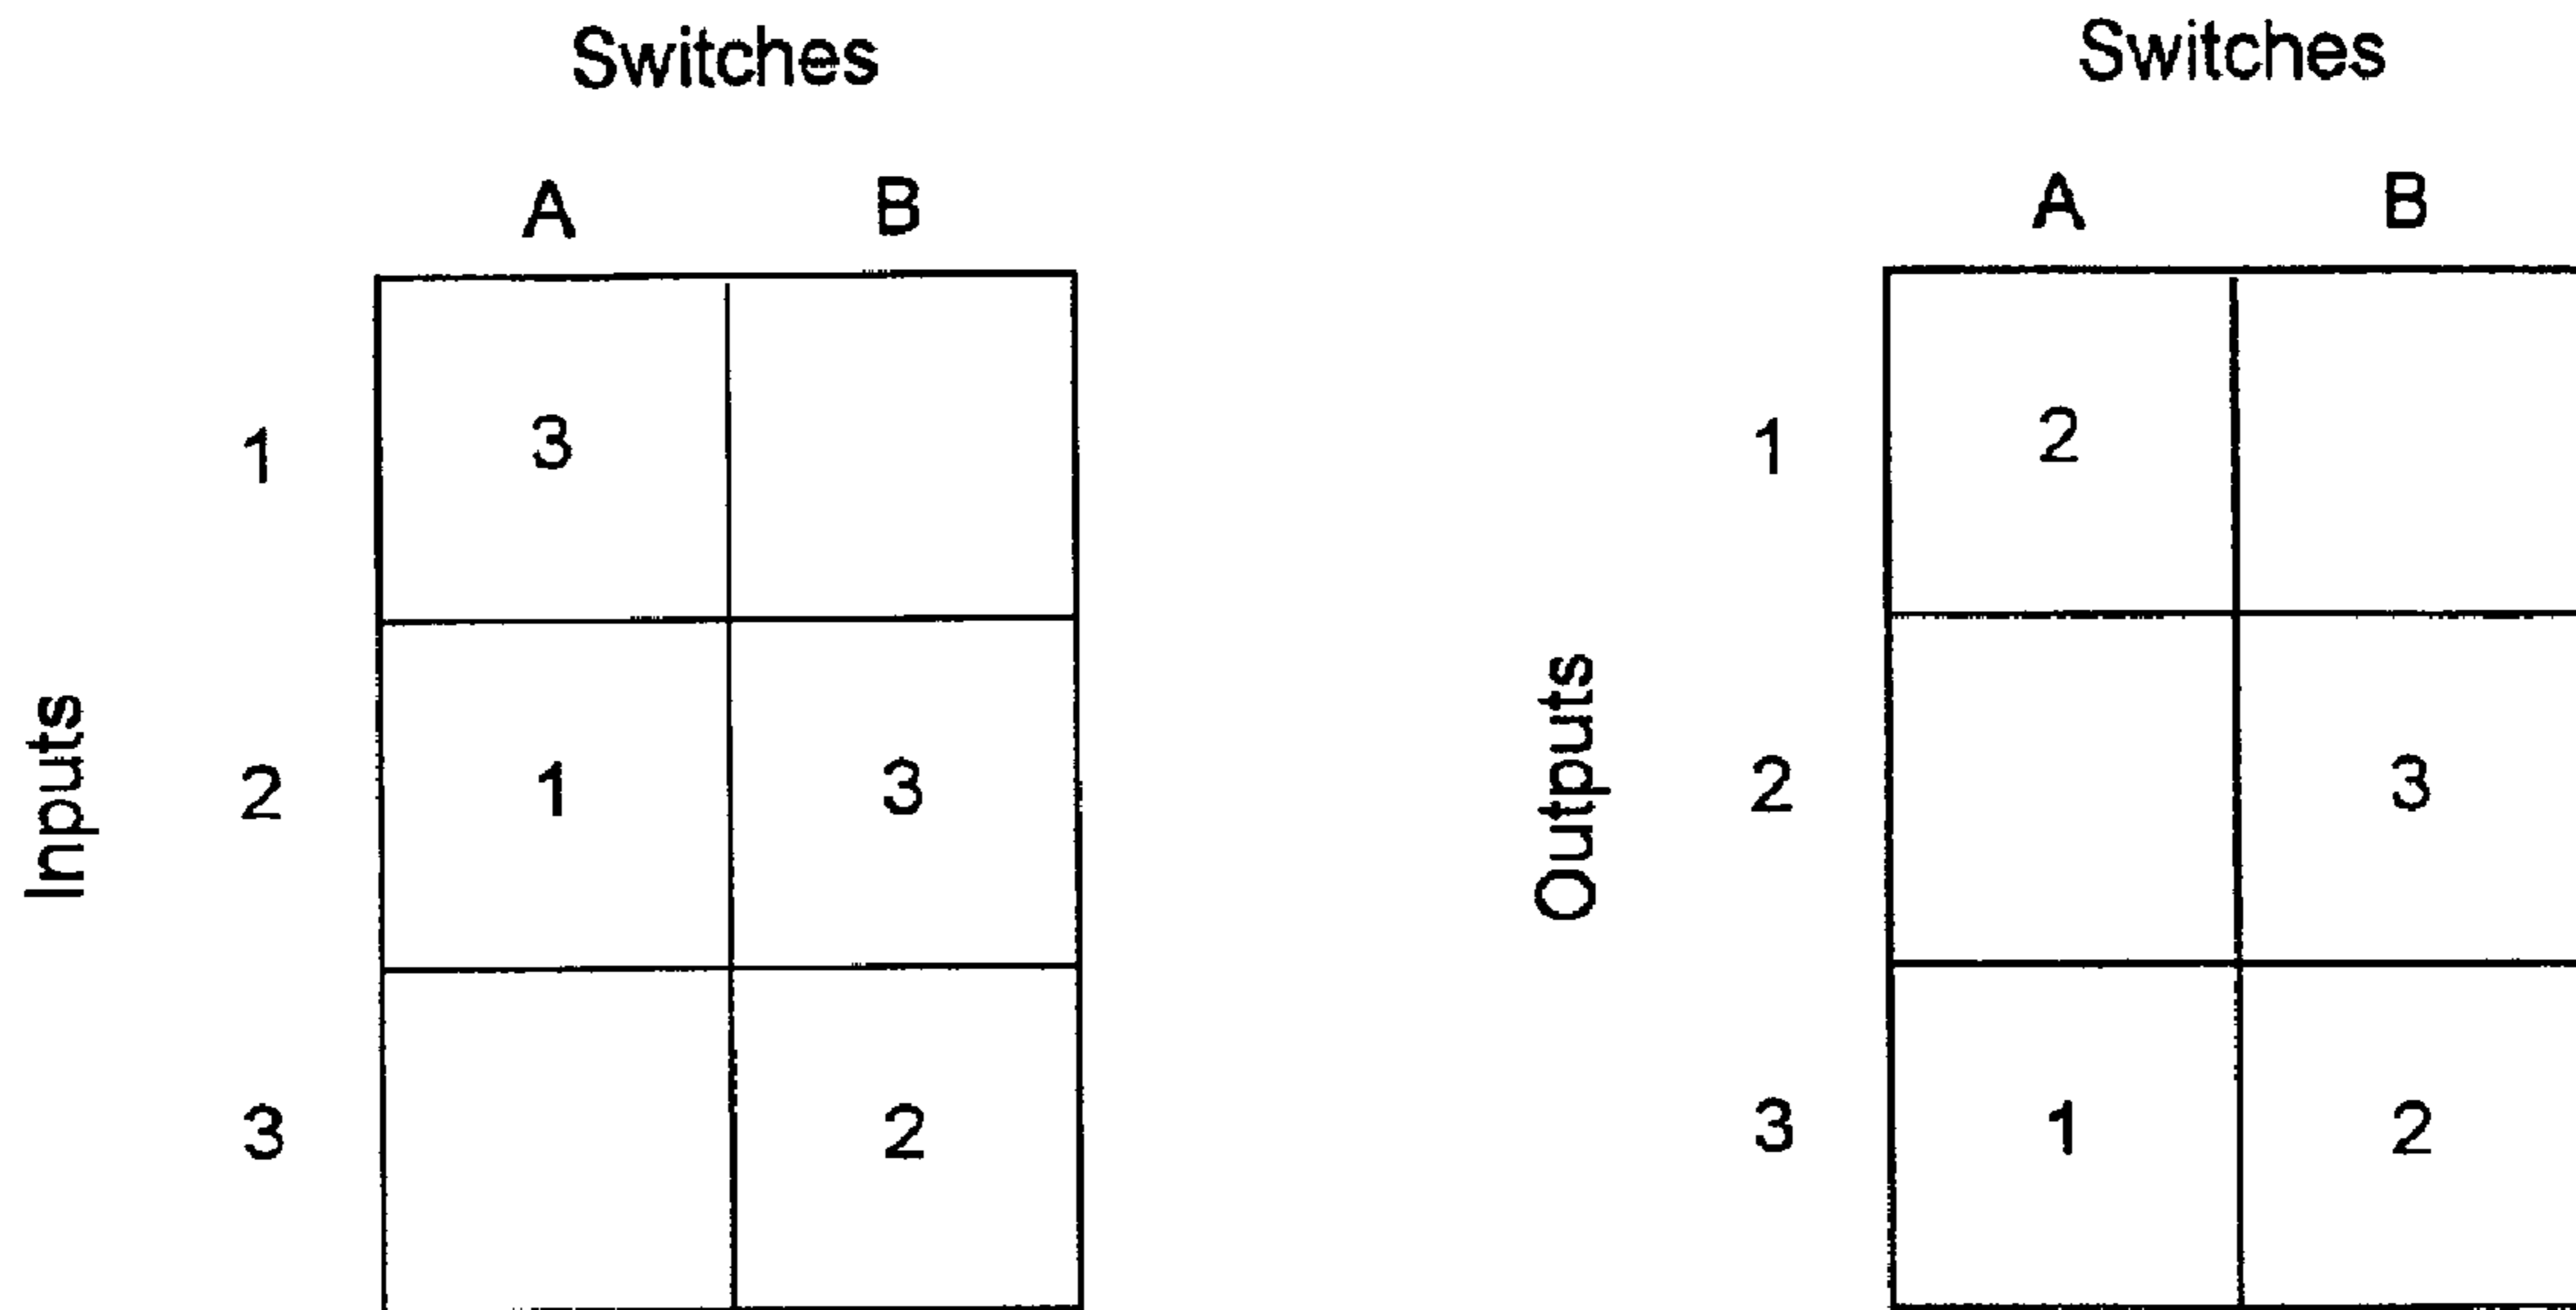 Switches
A B
1 3
Inputs
2 1 3
3 2
Switches
A B
1 2
Outputs
2 3
3 1 2